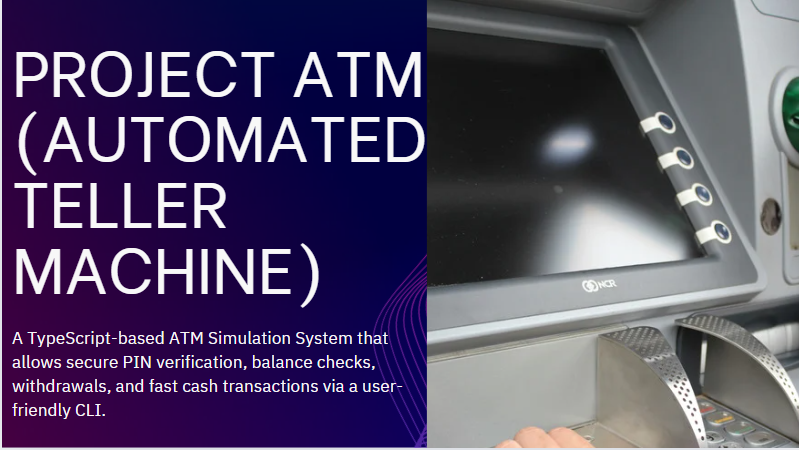 PROJECT ATM
(AUTOMATED
TELLER
MACHINE)
A TypeScript-based ATM Simulation System that
allows secure PIN verification, balance checks,
withdrawals, and fast cash transactions via a user-
friendly CLI.
NCR